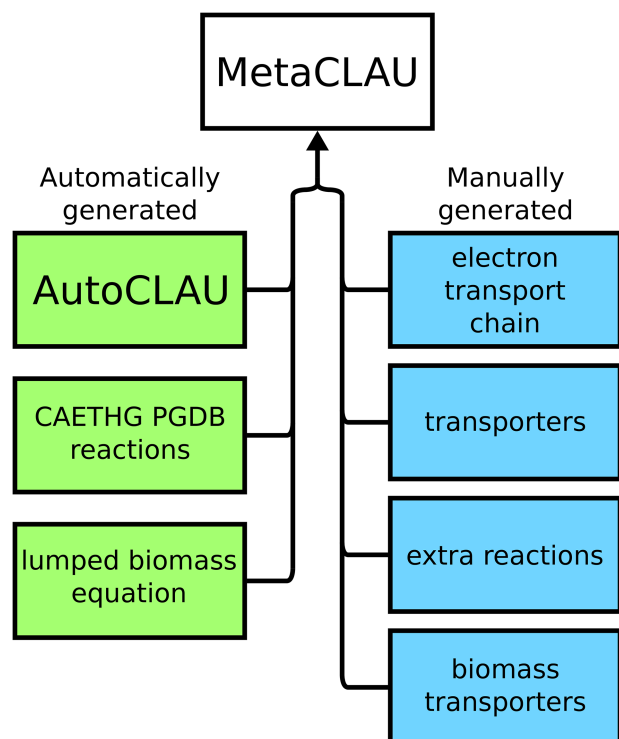 MetaCLAU
Automatically
generated
AutoCLAU
CAETHG PGDB
reactions
lumped biomass
equation
Manually
generated
electron
transport
chain
transporters
extra reactions
biomass
transporters